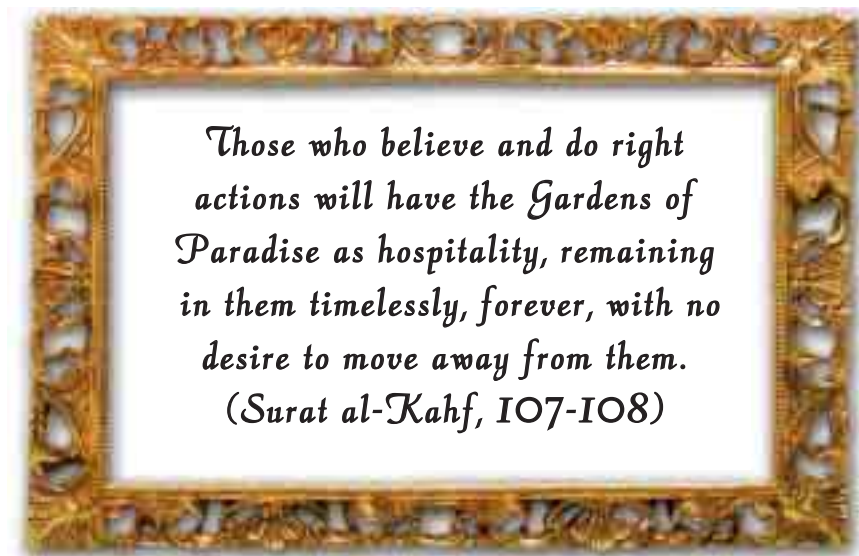 Those who believe and do right
actions will have the Gardens of
Paradise as hospitality, remaining
in them timelessly, forever, with no
desire to move away from them.
(Surat al-Kahf, 107-108)